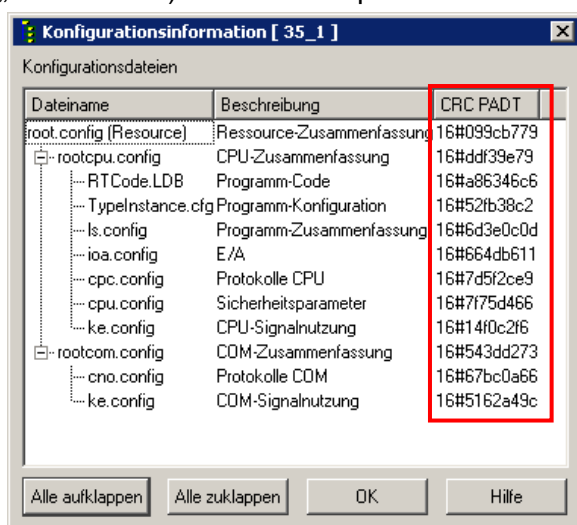 Konfigurationsinformation [ 35_1 ]
Konfigurationsdateien
Dateiname Beschreibung CRC PADT
root.config (Resource) Ressource-Zusammenfassung 16#099cb779
rootcpu.config CPU-Zusammenfassung 16#ddf39e79
RTCode.LDB Programm-Code 16#a86346c6
TypeInstance.cfg Programm-Konfiguration 16#52fb38c2
ls.config Programm-Zusammenfassung 16#6d3e0c0d
ioa.config E/A 16#664db611
cpc.config Protokolle CPU 16#7d5f2ce9
cpu.config Sicherheitsparameter 16#7f75d466
ke.config CPU-Signalnutzung 16#14f0c2f6
rootcom.config COM-Zusammenfassung 16#543dd273
cno.config Protokolle COM 16#67bc0a66
ke.config COM-Signalnutzung 16#5162a49c
Alle aufklappen Alle zuklappen OK Hilfe